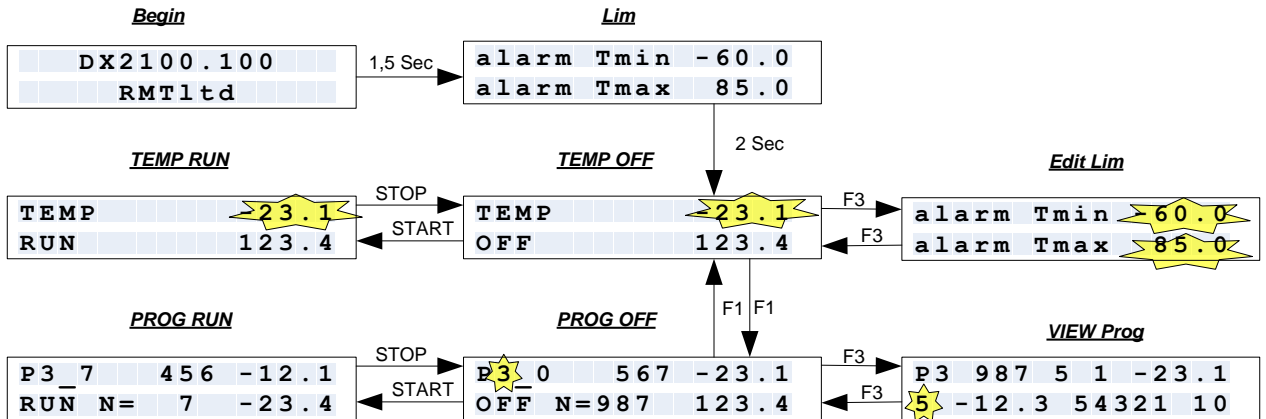 Begin
DX2100.100
RMTltd
1,5 Sec
Lim
alarm Tmin -60.0
alarm Tmax 85.0
2 Sec
TEMP RUN
TEMP -23.1
RUN 123.4
STOP
START
TEMP OFF
TEMP -23.1
OFF 123.4
F3
F3
Edit Lim
alarm Tmin -60.0
alarm Tmax 85.0
F1
F1
PROG RUN
P3_7 456 -12.1
RUN N= 7 -23.4
STOP
START
PROG OFF
P3_0 567 -23.1
OFF N=987 123.4
F3
F3
VIEW Prog
P3 987 5 1 -23.1
5 -12.3 54321 10